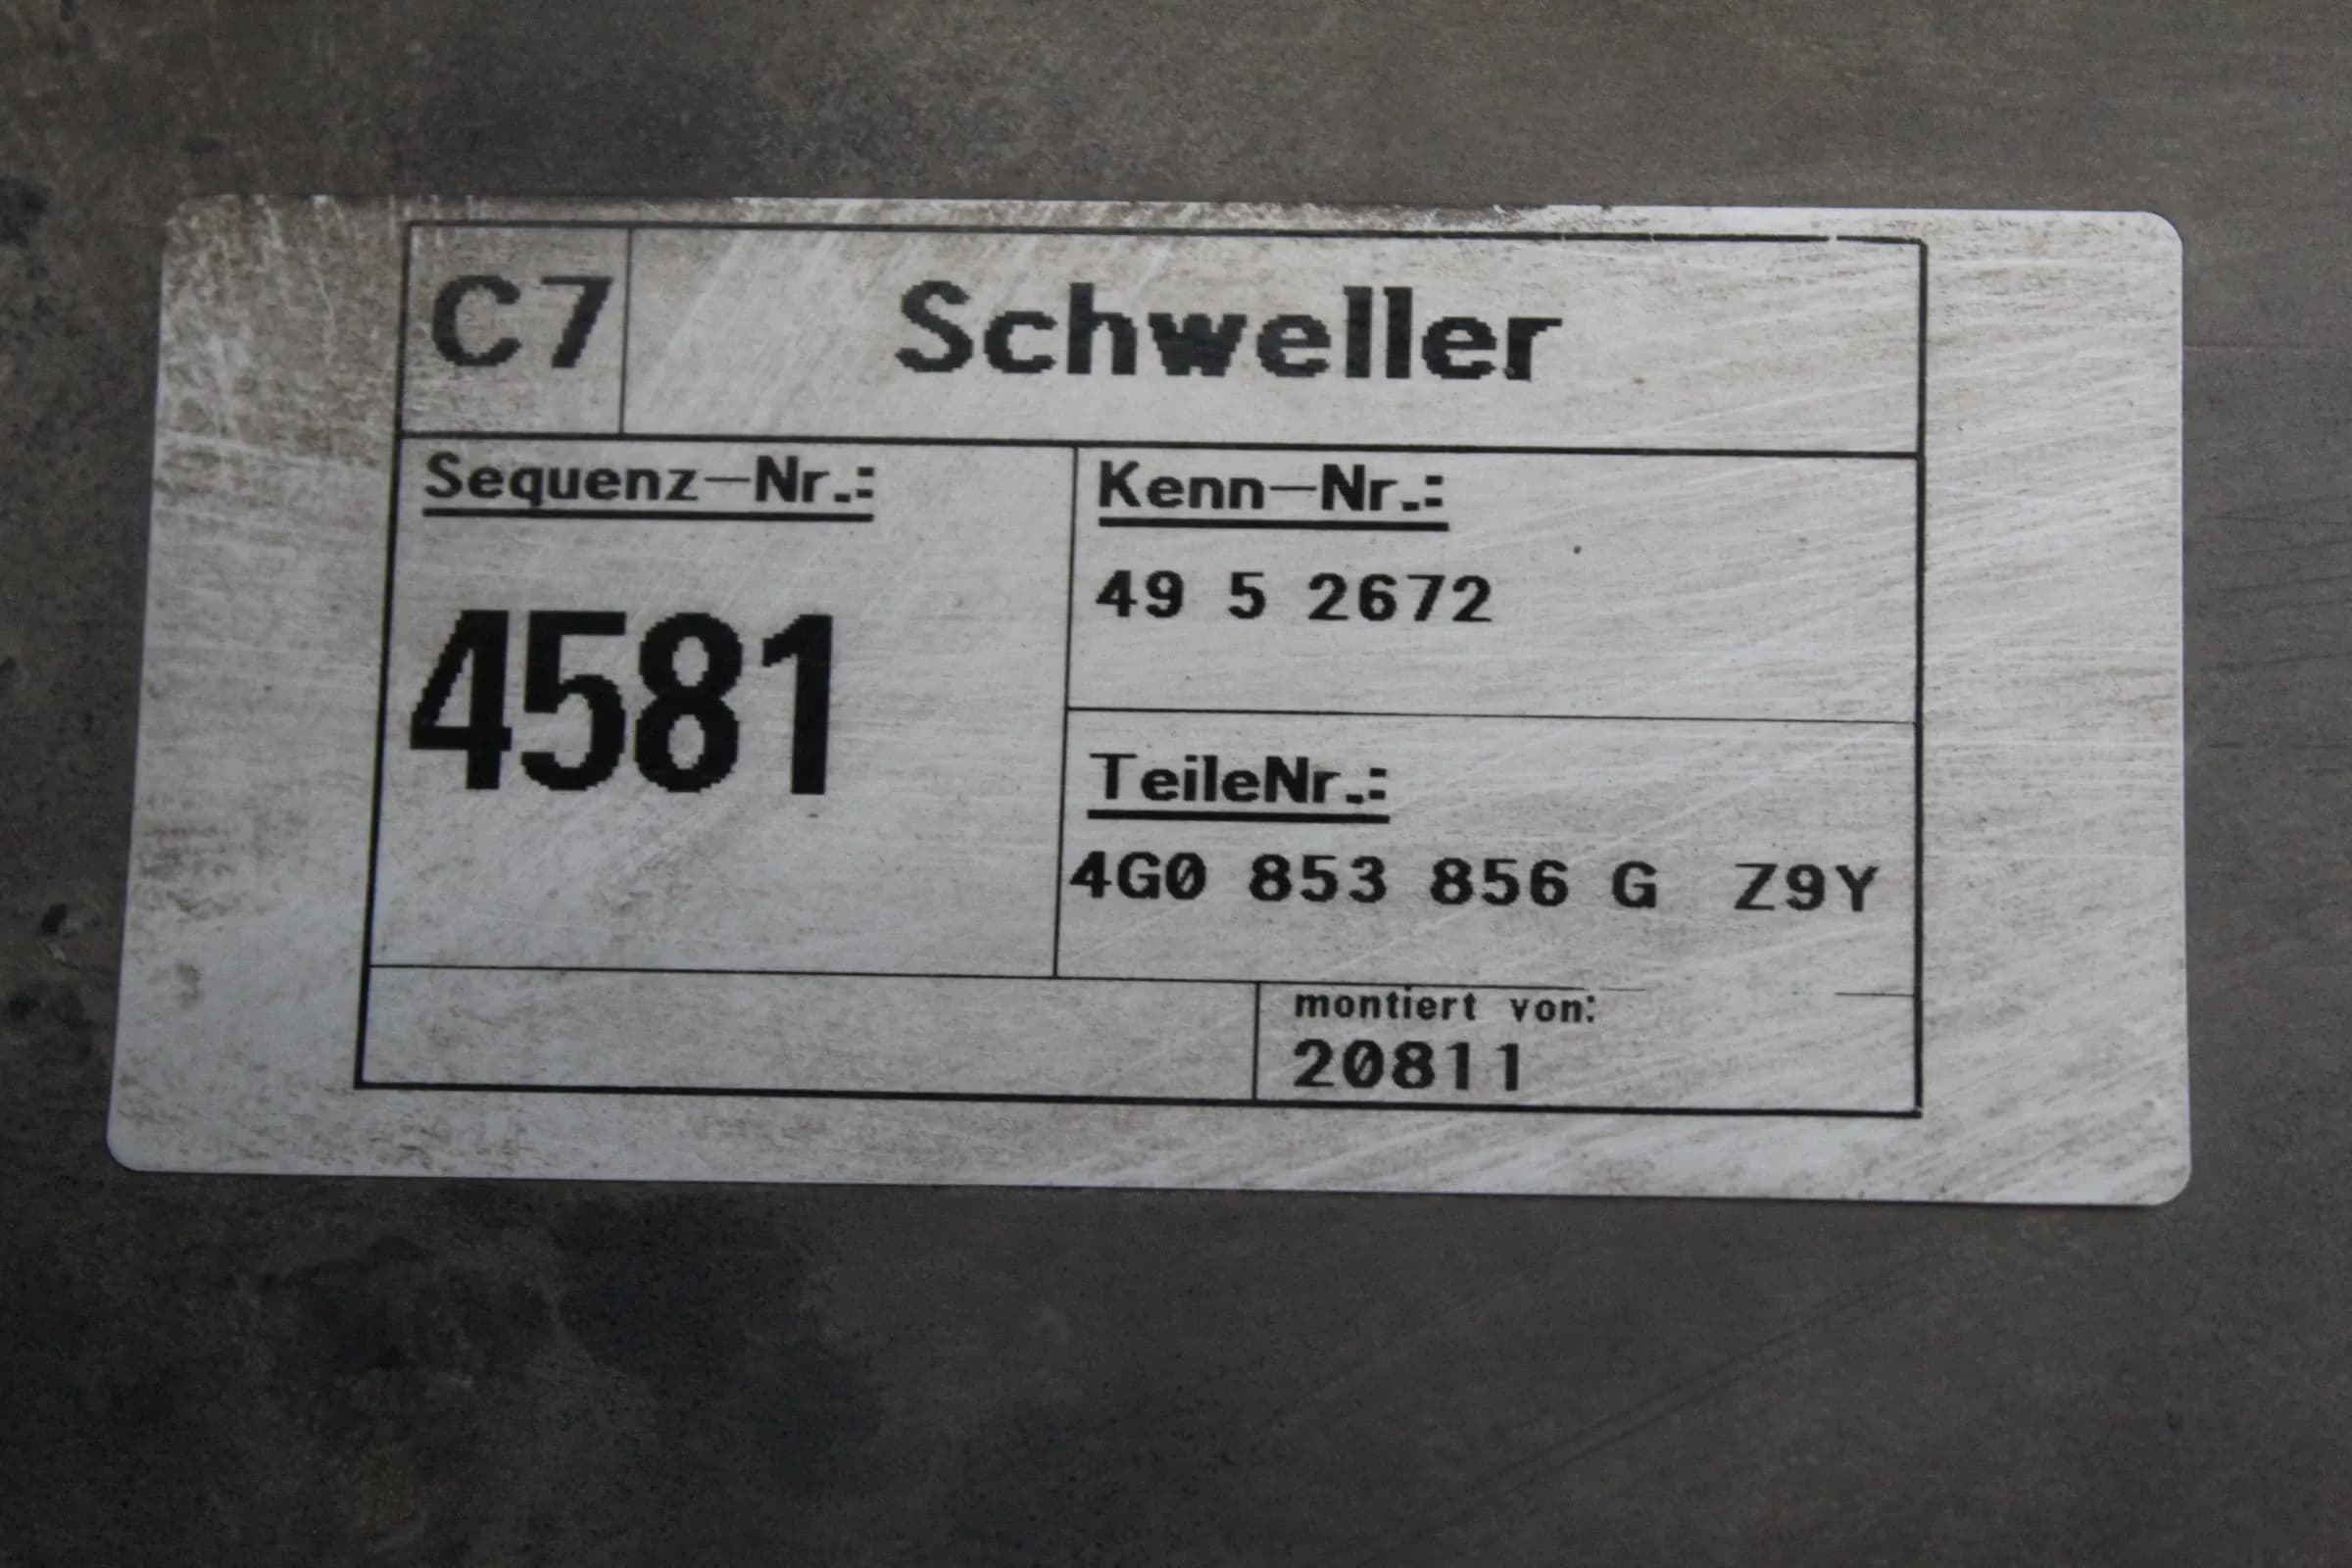 C7 Schweller
Sequenz-Nr.:
4581
Kenn-Nr.:
49 5 2672
TeileNr.:
4G0 853 856 G Z9Y
montiert von:
20811